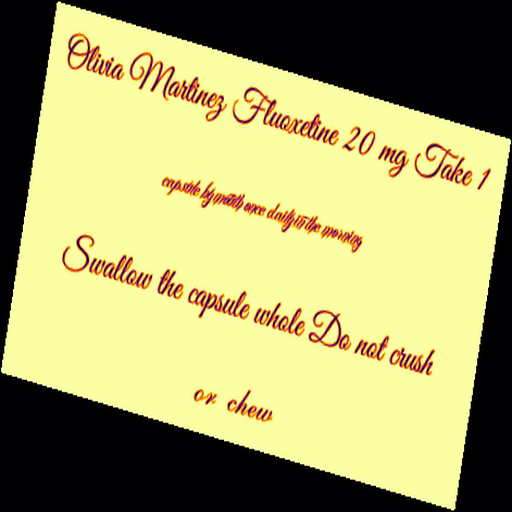 Olivia Martinez Fluoxetine 20 mg Take 1
capsule by mouth once daily in the morning
Swallow the capsule whole Do not crush
or chew